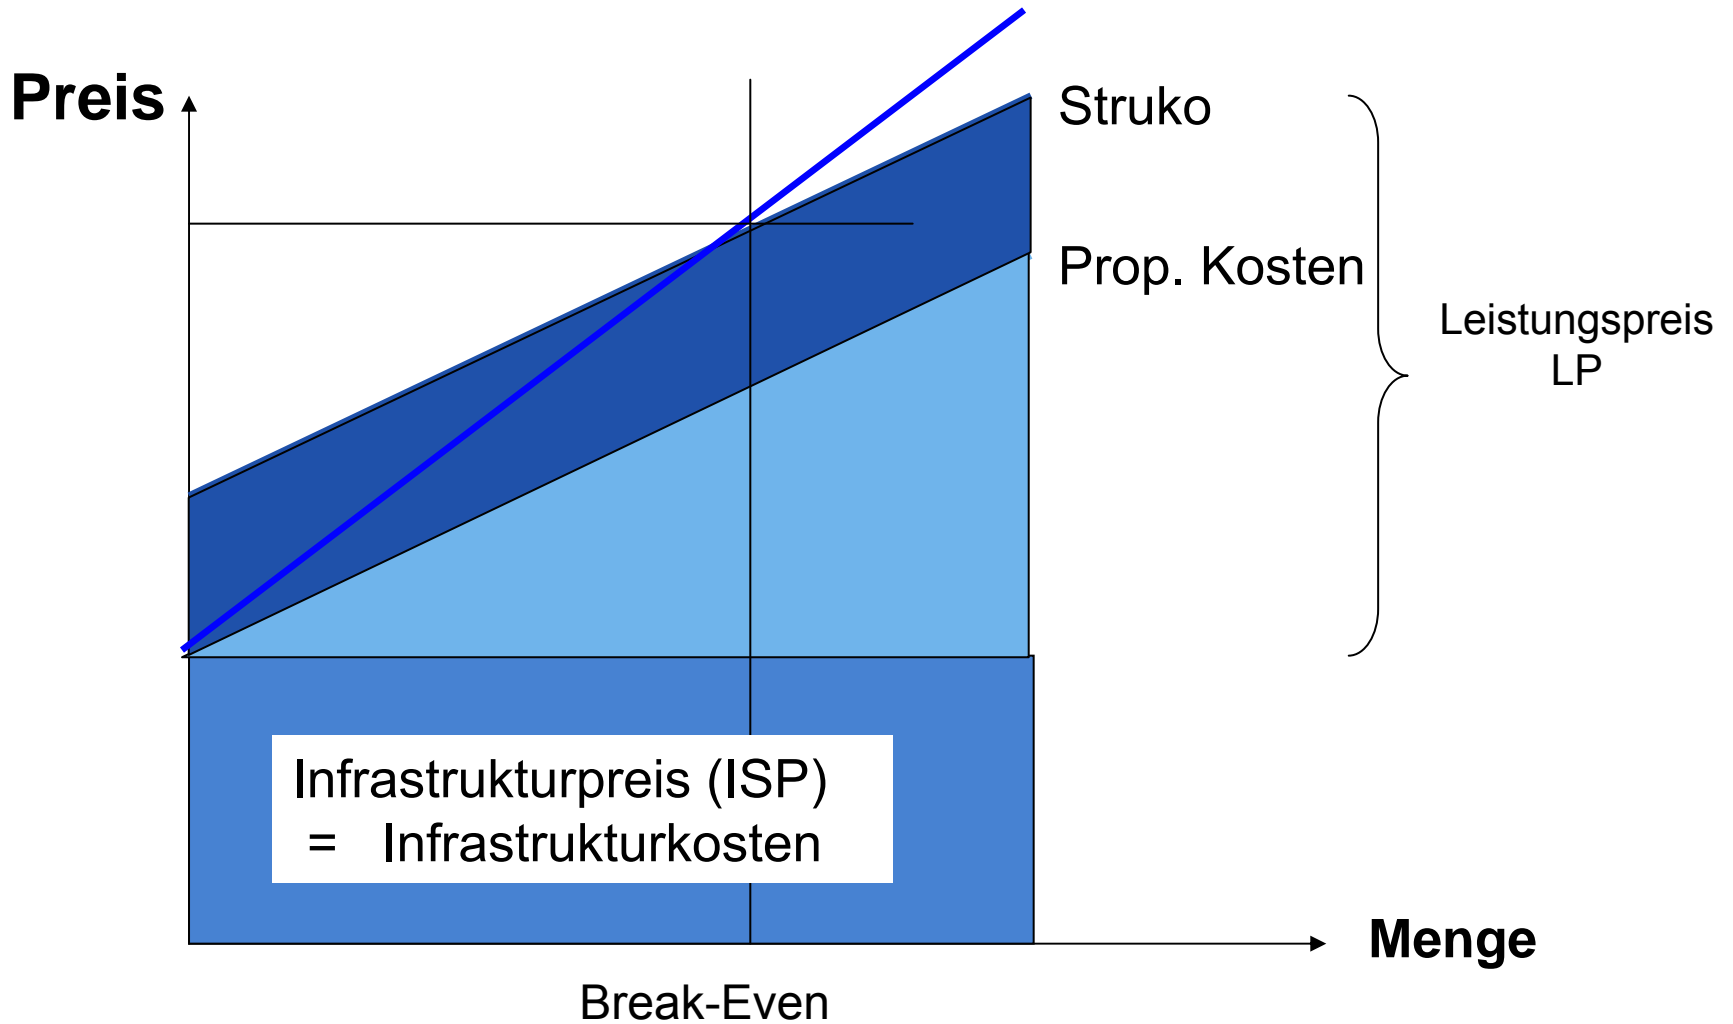 Preis
Struko
Prop. Kosten
Leistungspreis
LP
Infrastrukturpreis (ISP)
= Infrastrukturkosten
Menge
Break-Even